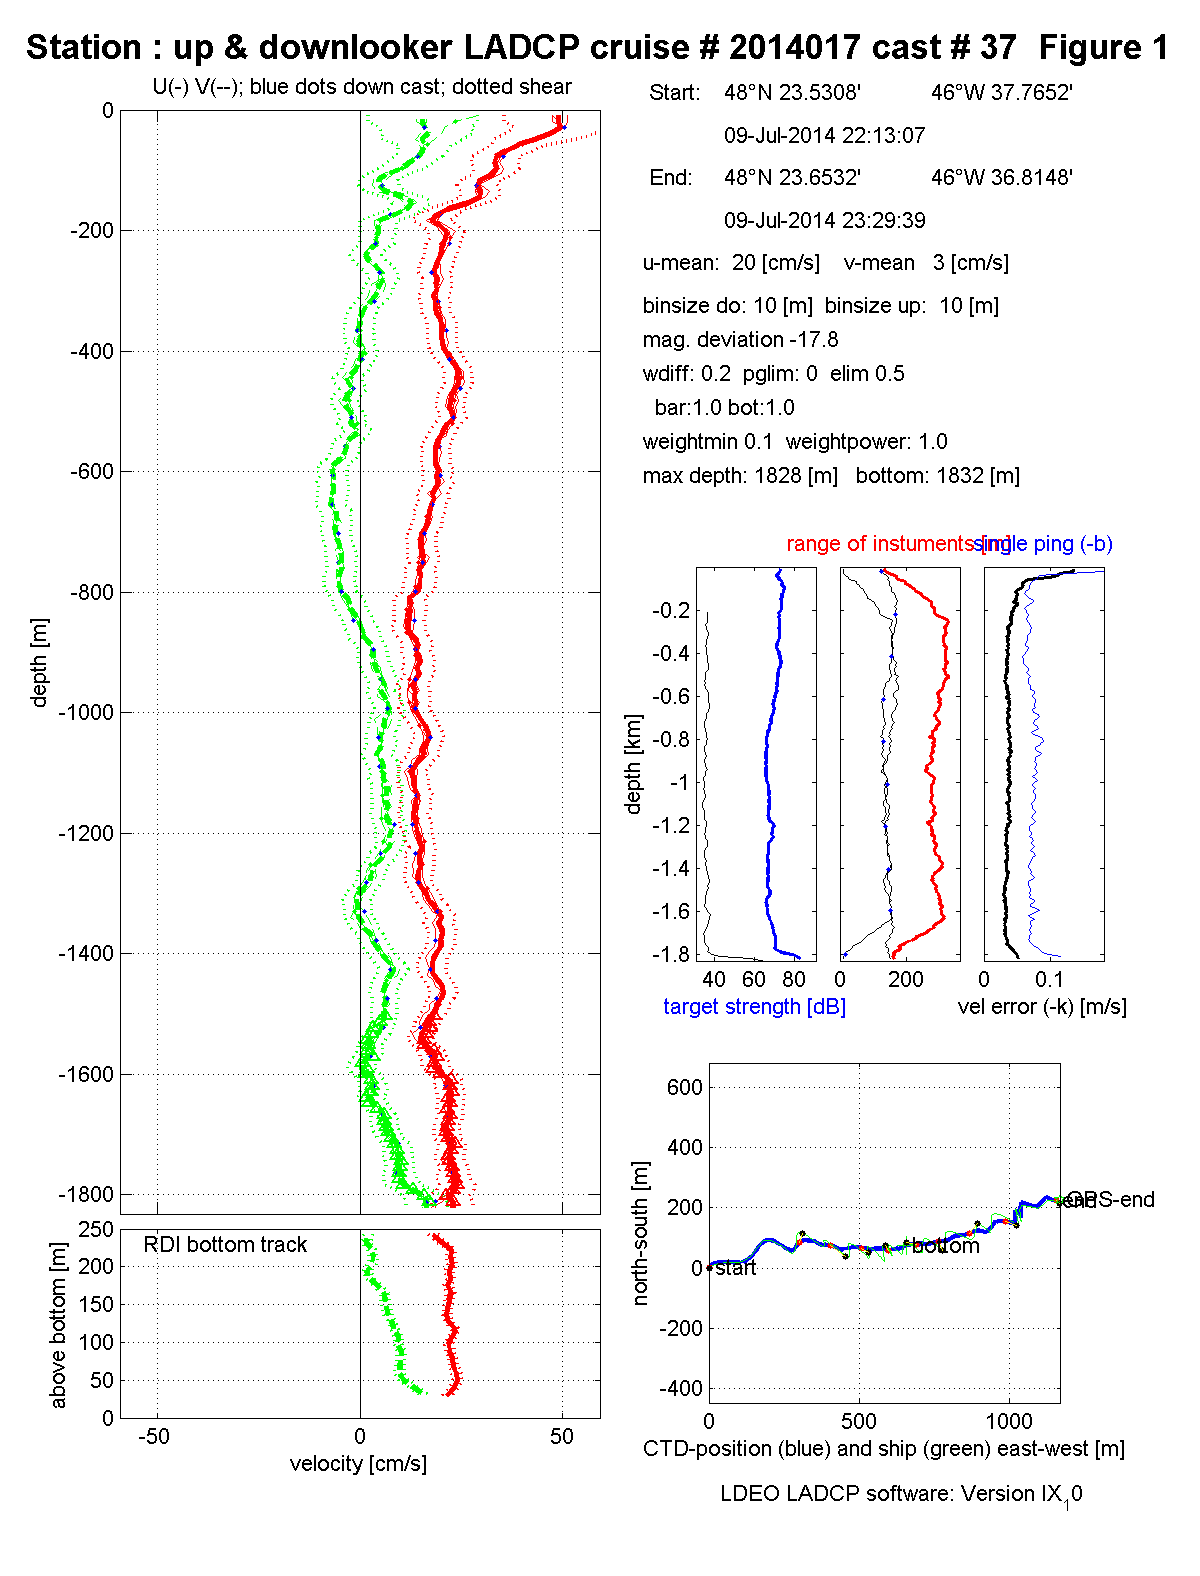 Station : up & downlooker LADCP cruise # 2014017 cast # 37  Figure 1
U(-) V(--); blue dots down cast; dotted shear
0
-200
-400
-600
-800
-1000
-1200
-1400
-1600
-1800
depth [m]
RDI bottom track
250
200
150
100
50
0
above bottom [m]
-50 0 50
velocity [cm/s]
Start: 48°N 23.5308' 46°W 37.7652'
09-Jul-2014 22:13:07
End: 48°N 23.6532' 46°W 36.8148'
09-Jul-2014 23:29:39
u-mean: 20 [cm/s] v-mean 3 [cm/s]
binsize do: 10 [m] binsize up: 10 [m]
mag. deviation -17.8
wdiff: 0.2 pglim: 0 elim 0.5
bar:1.0 bot:1.0
weightmin 0.1 weightpower: 1.0
max depth: 1828 [m] bottom: 1832 [m]
range of instuments [m]
single ping (-b)
-0.2
-0.4
-0.6
-0.8
-1
-1.2
-1.4
-1.6
-1.8
depth [km]
40 60 80
target strength [dB]
0 200
0 0.1
vel error (-k) [m/s]
600
400
200
0
-200
-400
north-south [m]
start
bottom
end
GPS-end
0 500 1000
CTD-position (blue) and ship (green) east-west [m]
LDEO LADCP software: Version IX10